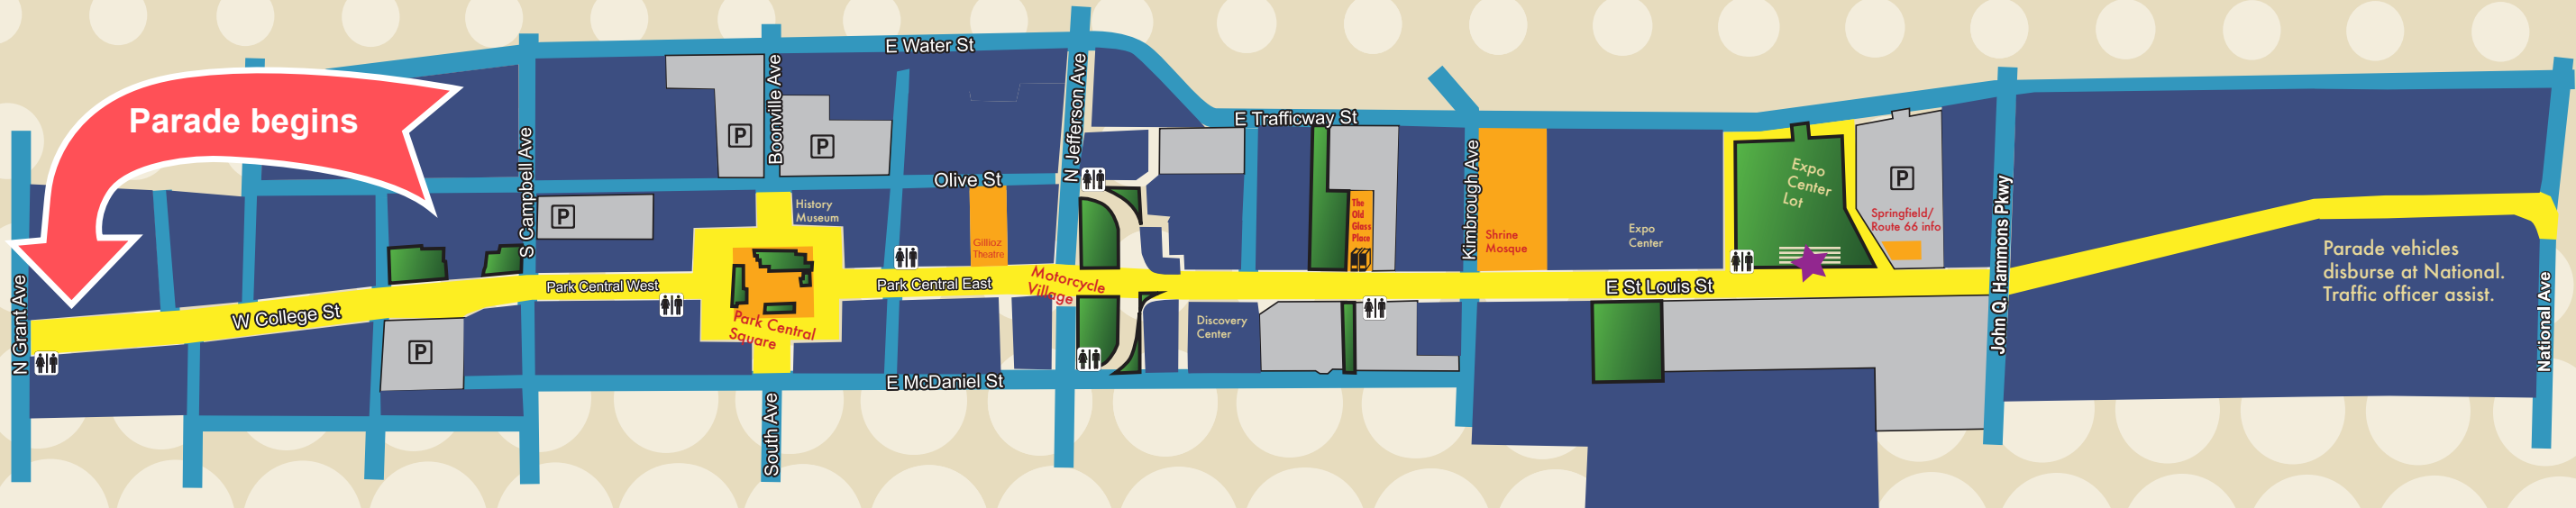 Parade begins
E Water St
N Jefferson Ave
Boonville Ave
S Campbell Ave
P
P
E Trafficway St
Kimbrough Ave
Olive St
P
History
Museum
Gillioz
Theatre
The
Old
Glass
Place
Shrine
Mosque
Expo
Center
Expo
Center
Lot
P
Springfield/
Route 66 info
John Q. Hammons Pkwy
Parade vehicles
disburse at National.
Traffic officer assist.
National Ave
N Grant Ave
W College St
Park Central West
Park Central East
Motorcycle
Village
E St Louis St
Park Central
Square
Discovery
Center
P
E McDaniel St
South Ave